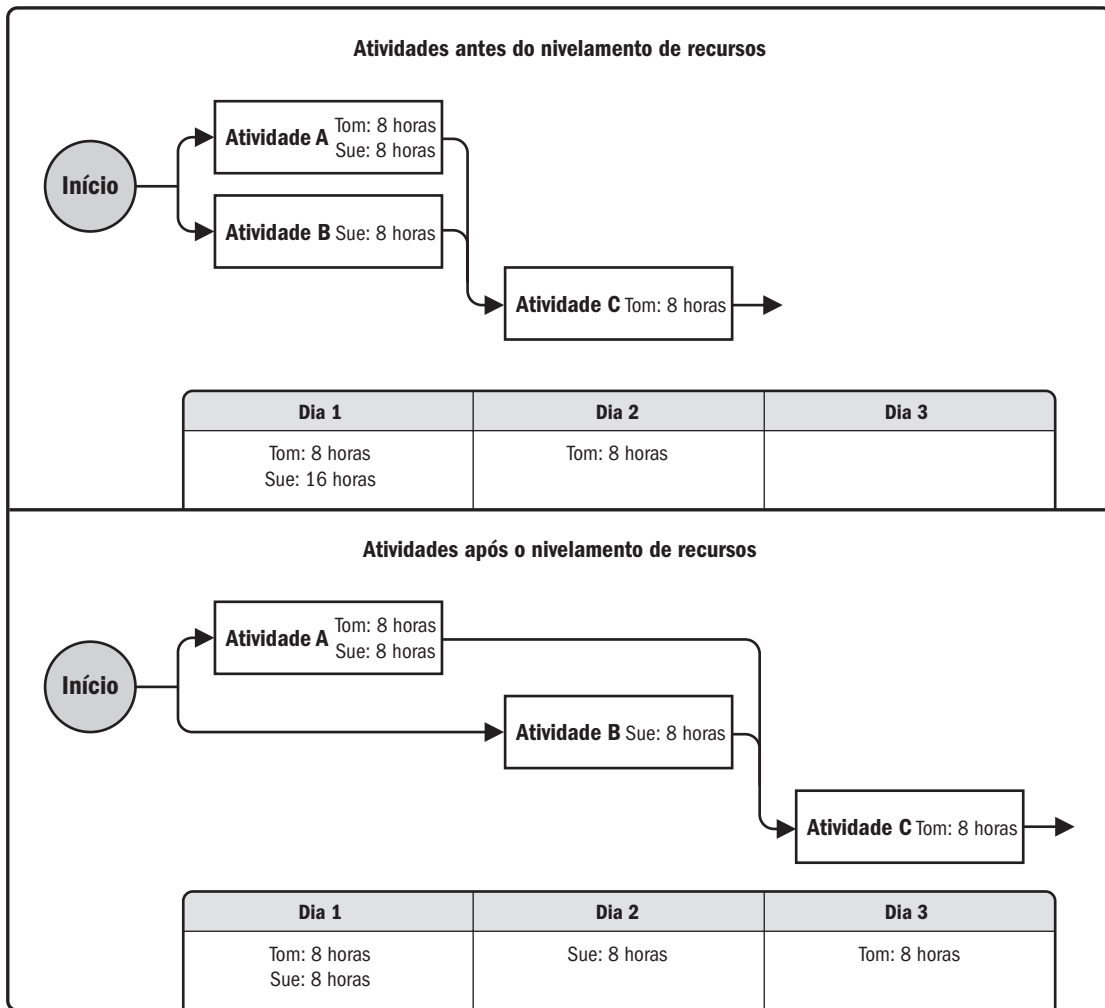 Atividades antes do nivelamento de recursos
Início
Atividade A Tom: 8 horas
Sue: 8 horas
Atividade B Sue: 8 horas
Atividade C Tom: 8 horas
Dia 1 Dia 2 Dia 3
Tom: 8 horas Tom: 8 horas
Sue: 16 horas
Atividades após o nivelamento de recursos
Início
Atividade A Tom: 8 horas
Sue: 8 horas
Atividade B Sue: 8 horas
Atividade C Tom: 8 horas
Dia 1 Dia 2 Dia 3
Tom: 8 horas Sue: 8 horas Tom: 8 horas
Sue: 8 horas